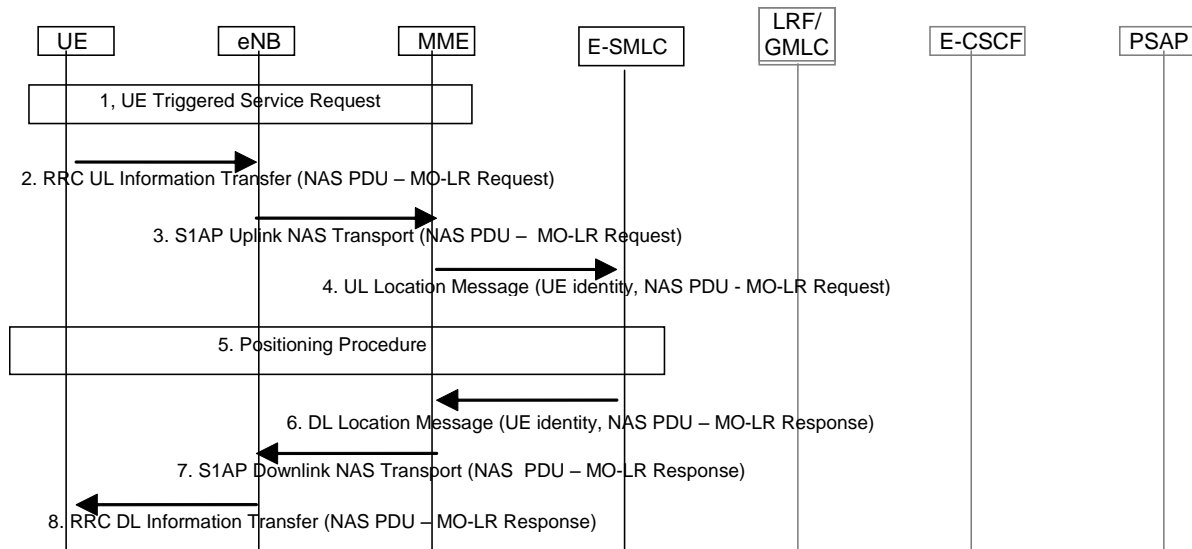 UE
eNB
MME
E-SMLC
LRF/
GMLC
E-CSCF
PSAP
1, UE Triggered Service Request
2. RRC UL Information Transfer (NAS PDU – MO-LR Request)
3. S1AP Uplink NAS Transport (NAS PDU – MO-LR Request)
4. UL Location Message (UE identity, NAS PDU - MO-LR Request)
5. Positioning Procedure
6. DL Location Message (UE identity, NAS PDU – MO-LR Response)
7. S1AP Downlink NAS Transport (NAS PDU – MO-LR Response)
8. RRC DL Information Transfer (NAS PDU – MO-LR Response)